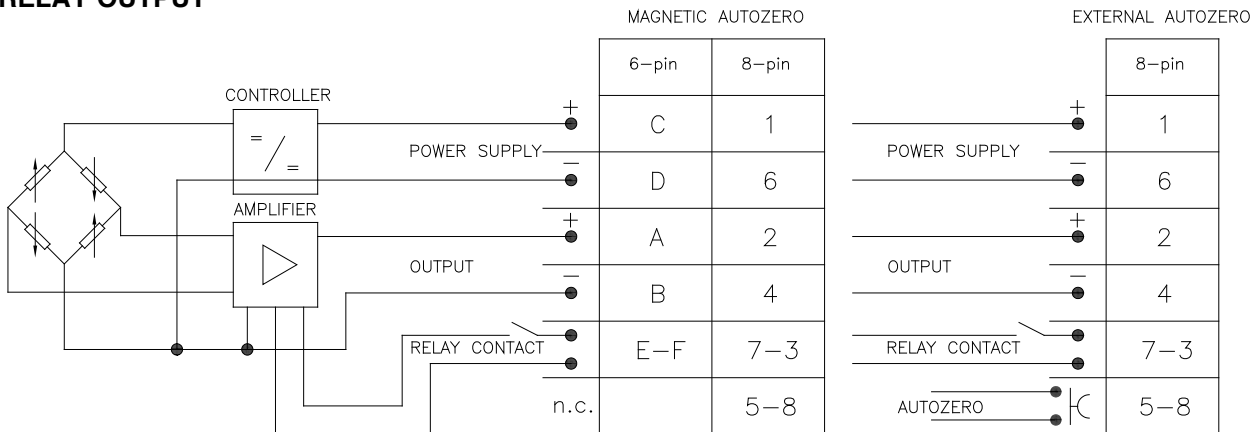 RELAY OUTPUT
MAGNETIC AUTOZERO
EXTERNAL AUTOZERO
6-pin 8-pin
8-pin
CONTROLLER
= / =
+ C 1
+ 1
POWER SUPPLY
POWER SUPPLY
- D 6
- 6
AMPLIFIER
+ A 2
+ 2
OUTPUT
OUTPUT
- B 4
- 4
RELAY CONTACT E-F 7-3
RELAY CONTACT 7-3
n.c. 5-8
AUTOZERO 5-8